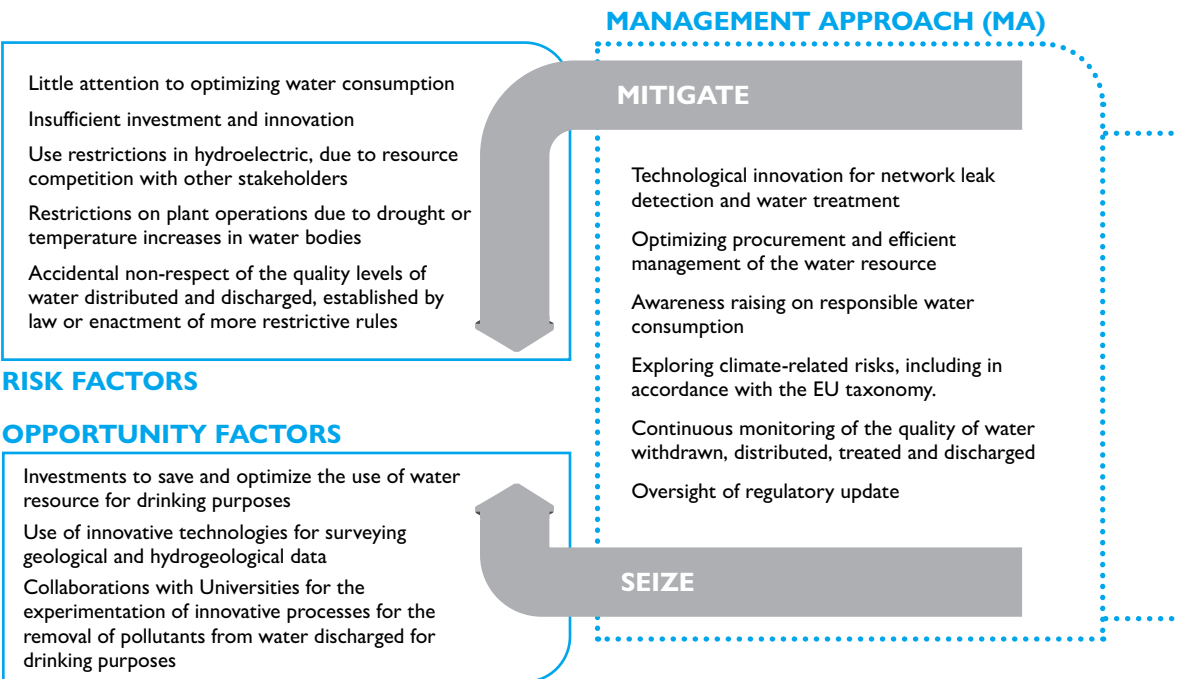 MANAGEMENT APPROACH (MA)
Little attention to optimizing water consumption
Insufficient investment and innovation
Use restrictions in hydroelectric, due to resource
competition with other stakeholders
Restrictions on plant operations due to drought or
temperature increases in water bodies
Accidental non-respect of the quality levels of
water distributed and discharged, established by
law or enactment of more restrictive rules
RISK FACTORS
OPPORTUNITY FACTORS
Investments to save and optimize the use of water
resource for drinking purposes
Use of innovative technologies for surveying
geological and hydrogeological data
Collaborations with Universities for the
experimentation of innovative processes for the
removal of pollutants from water discharged for
drinking purposes
MITIGATE
Technological innovation for network leak
detection and water treatment
Optimizing procurement and efficient
management of the water resource
Awareness raising on responsible water
consumption
Exploring climate-related risks, including in
accordance with the EU taxonomy.
Continuous monitoring of the quality of water
withdrawn, distributed, treated and discharged
Oversight of regulatory update
SEIZE